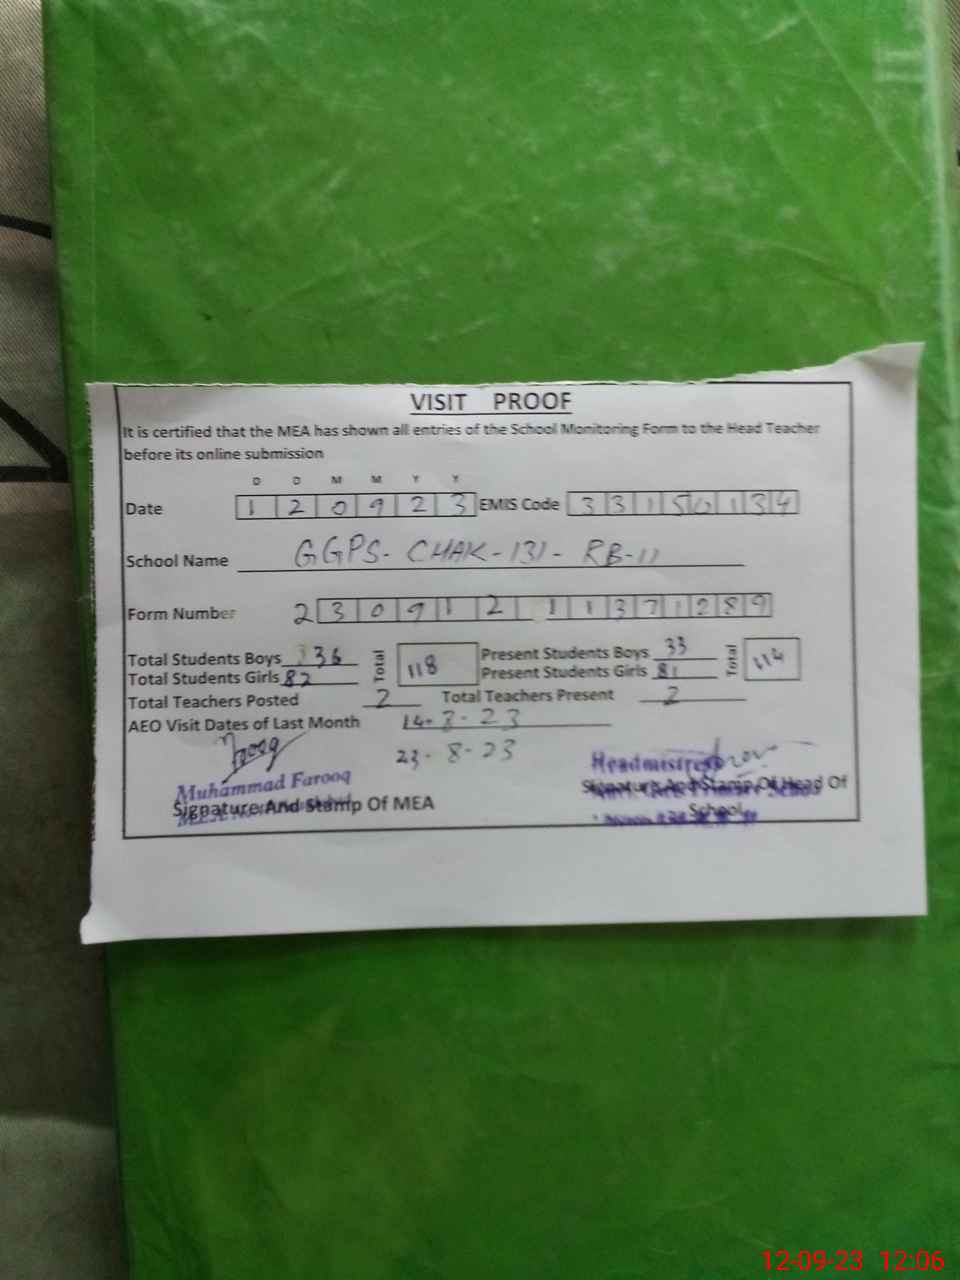 VISIT PROOF
It is certified that the MEA has shown all entries of the School Monitoring Form to the Head Teacher
before its online submission
D D M M Y Y
Date 1 2 0 9 2 3 EMIS Code 3 3 1 5 0 1 3 4
School Name GGPS- CHAK-131- RB-11
Form Number 2 3 0 9 1 2 1 1 3 7 1 2 8 9
Total Students Boys 36 Total 118 Present Students Boys 33 Total 114
Total Students Girls 82 Present Students Girls 81
Total Teachers Posted 2 Total Teachers Present 2
AEO Visit Dates of Last Month 14-8-23
23-8-23
Muhammad Farooq Headmistress
Signature And Stamp Of MEA Signature And Stamp Of Head Of
School
12-09-23 12:06